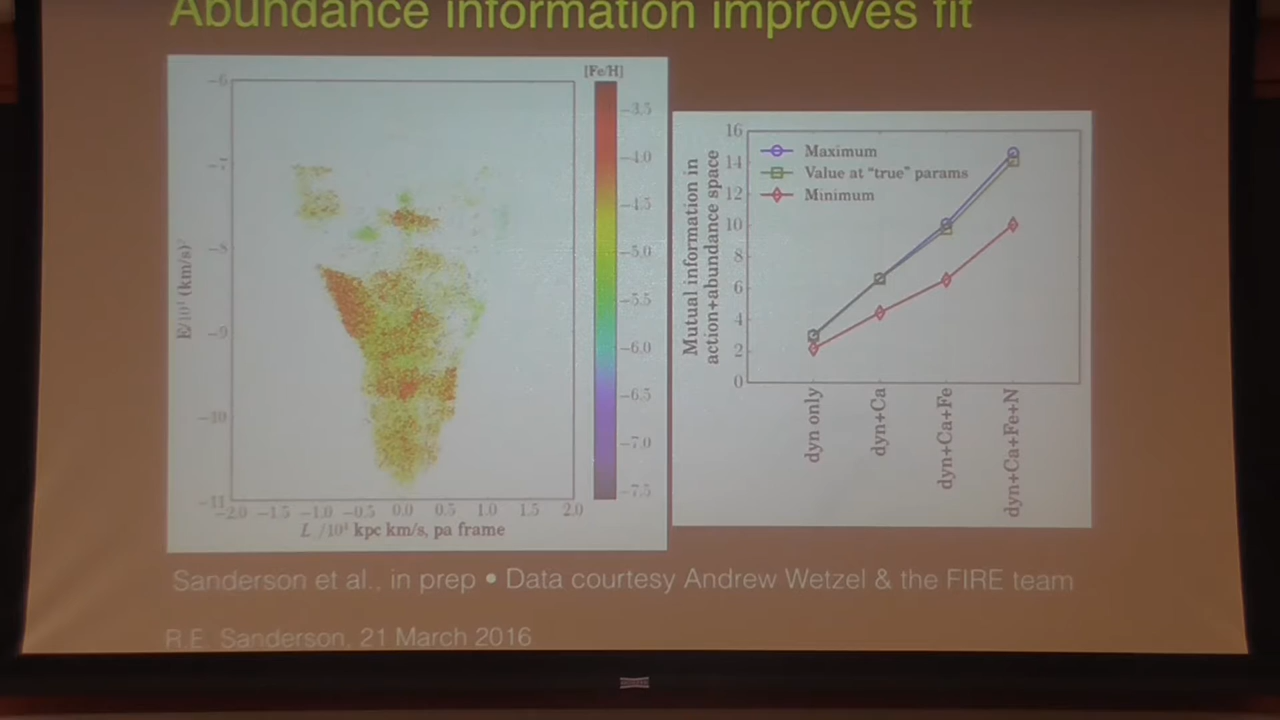 Abundance information improves fit
[Fe/H]
-6
-7
-8
-9
-10
-11
E/10⁴ (km/s)²
-2.0 -1.5 -1.0 -0.5 0.0 0.5 1.0 1.5 2.0
L /10⁴ kpc km/s, pa frame
-3.5
-4.0
-4.5
-5.0
-5.5
-6.0
-6.5
-7.0
-7.5
Mutual information in
action+abundance space
16
14
12
10
8
6
4
2
0
Maximum
Value at "true" params
Minimum
dyn only
dyn+Ca
dyn+Ca+Fe
dyn+Ca+Fe+N
Sanderson et al., in prep • Data courtesy Andrew Wetzel & the FIRE team
R.E. Sanderson, 21 March 2016